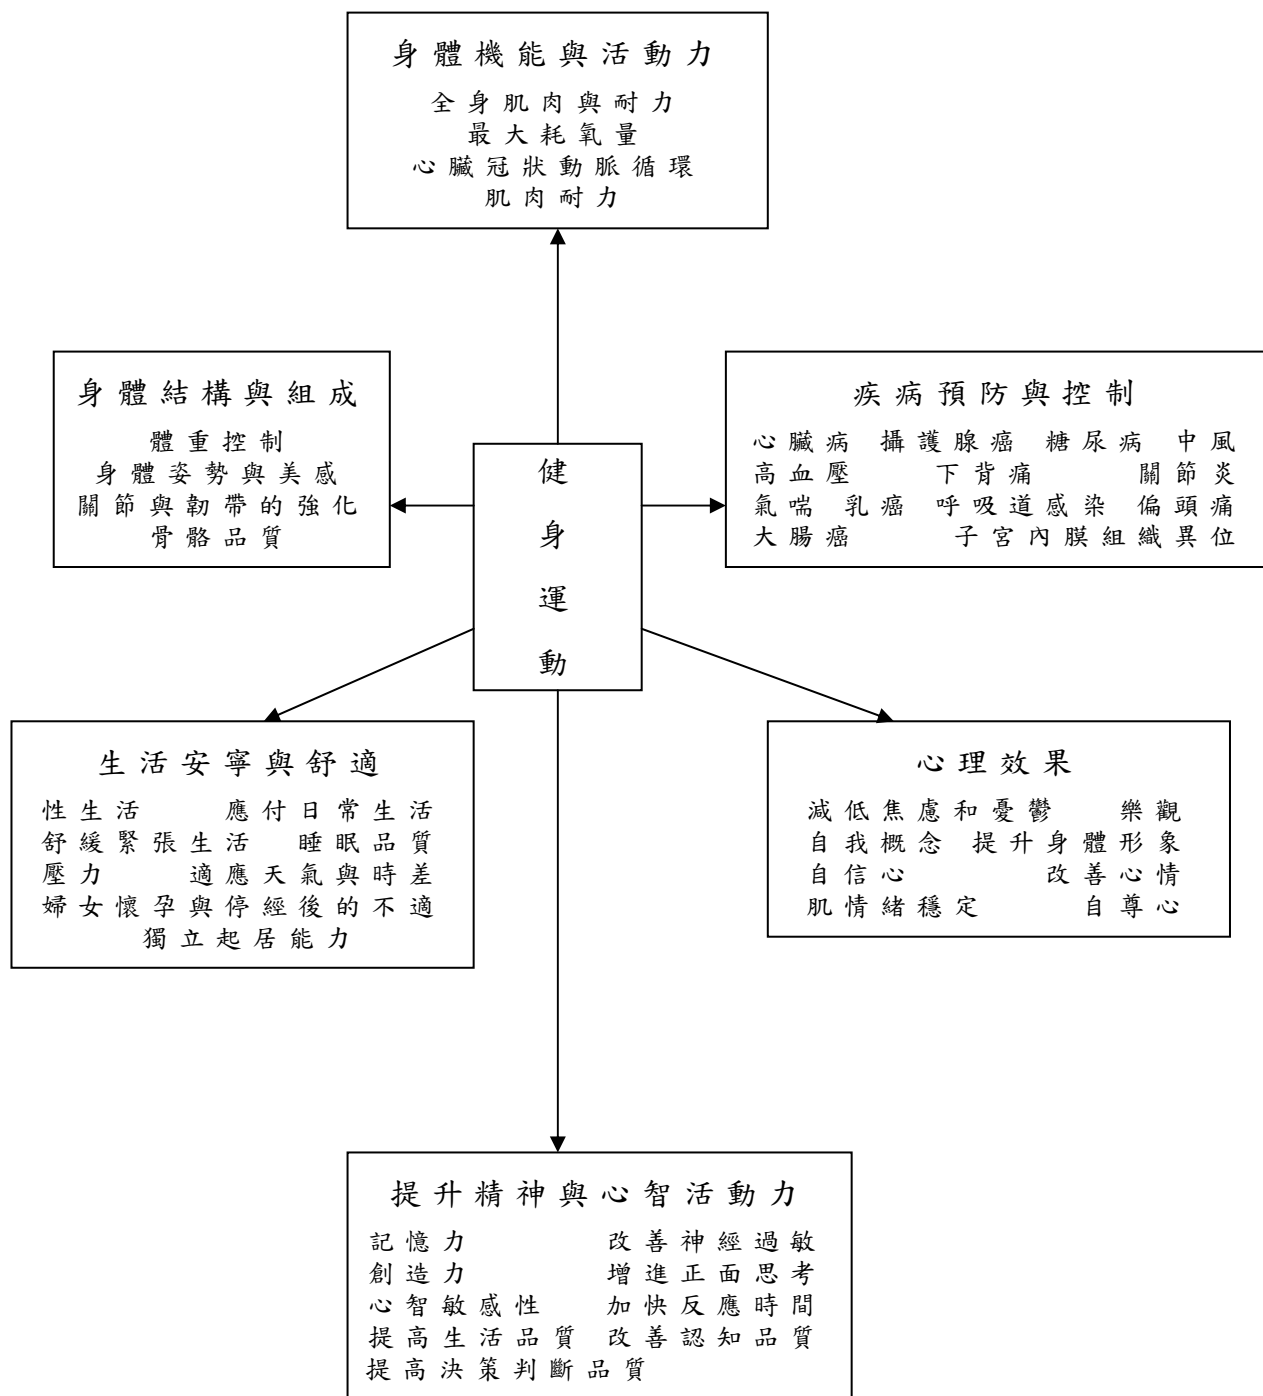 身體機能與活動力
全身肌肉與耐力
最大耗氧量
心臟冠狀動脈循環
肌肉耐力
身體結構與組成
體重控制
身體姿勢與美感
關節與韌帶的強化
骨骼品質
疾病預防與控制
心臟病 攝護腺癌 糖尿病 中風
高血壓 下背痛 關節炎
氣喘 乳癌 呼吸道感染 偏頭痛
大腸癌 子宮內膜組織異位
健
身
運
動
生活安寧與舒適
性生活 應付日常生活
舒緩緊張生活 睡眠品質
壓力 適應天氣與時差
婦女懷孕與停經後的不適
獨立起居能力
心理效果
減低焦慮和憂鬱 樂觀
自我概念 提升身體形象
自信心 改善心情
肌情緒穩定 自尊心
提升精神與心智活動力
記憶力 改善神經過敏
創造力 增進正面思考
心智敏感性 加快反應時間
提高生活品質 改善認知品質
提高決策判斷品質